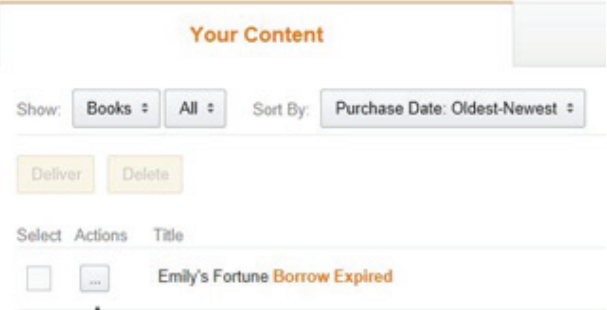 Your Content
Show: Books All Sort By: Purchase Date: Oldest-Newest
Deliver Delete
Select Actions Title
... Emily's Fortune Borrow Expired